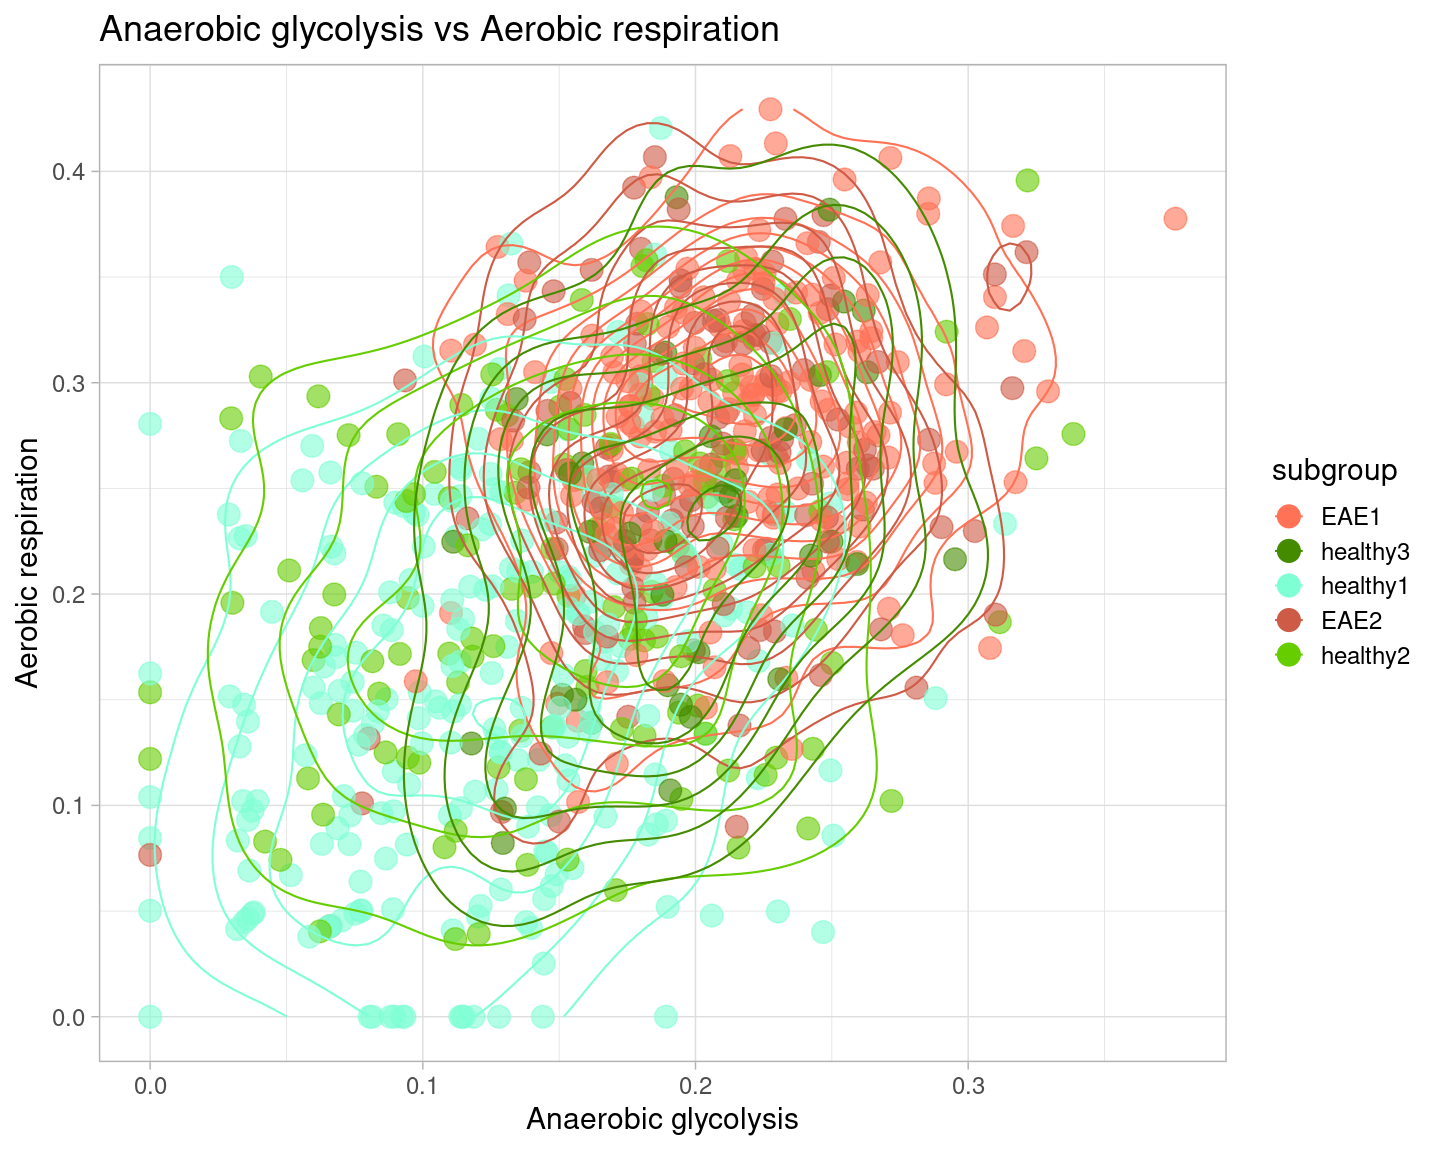 Anaerobic glycolysis vs Aerobic respiration
Aerobic respiration
0.4
0.3
0.2
0.1
0.0
0.0 0.1 0.2 0.3
Anaerobic glycolysis
subgroup
EAE1
healthy3
healthy1
EAE2
healthy2